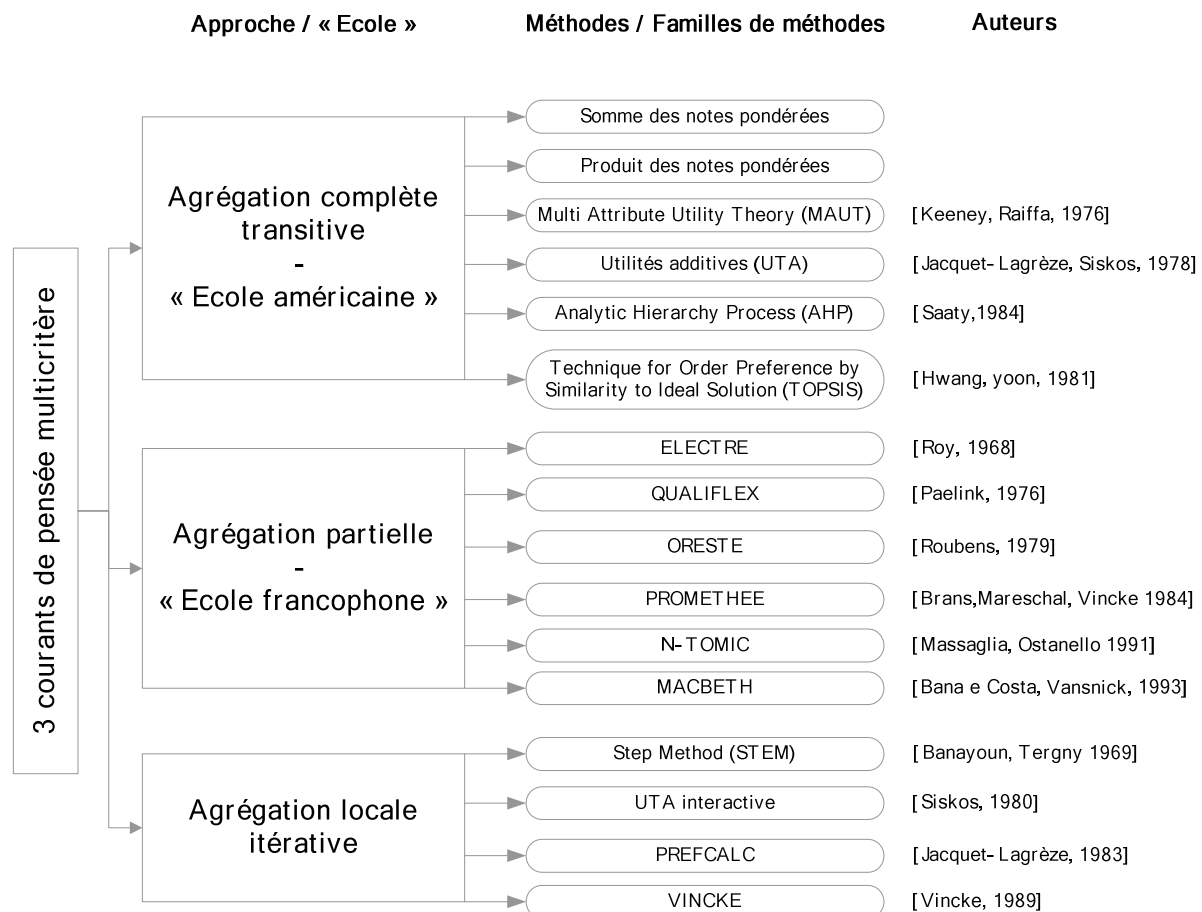 Approche / « Ecole »
Méthodes / Familles de méthodes
Auteurs
3 courants de pensée multicritère
Agrégation complète
transitive
-
« Ecole américaine »
Somme des notes pondérées
Produit des notes pondérées
Multi Attribute Utility Theory (MAUT)
[Keeney, Raiffa, 1976]
Utilités additives (UTA)
[Jacquet-Lagrèze, Siskos, 1978]
Analytic Hierarchy Process (AHP)
[Saaty,1984]
Technique for Order Preference by
Similarity to Ideal Solution (TOPSIS)
[Hwang, yoon, 1981]
Agrégation partielle
-
« Ecole francophone »
ELECTRE
[Roy, 1968]
QUALIFLEX
[Paelink, 1976]
ORESTE
[Roubens, 1979]
PROMETHEE
[Brans,Mareschal, Vincke 1984]
N-TOMIC
[Massaglia, Ostanello 1991]
MACBETH
[Bana e Costa, Vansnick, 1993]
Agrégation locale
itérative
Step Method (STEM)
[Banayoun, Tergny 1969]
UTA interactive
[Siskos, 1980]
PREFCALC
[Jacquet-Lagrèze, 1983]
VINCKE
[Vincke, 1989]